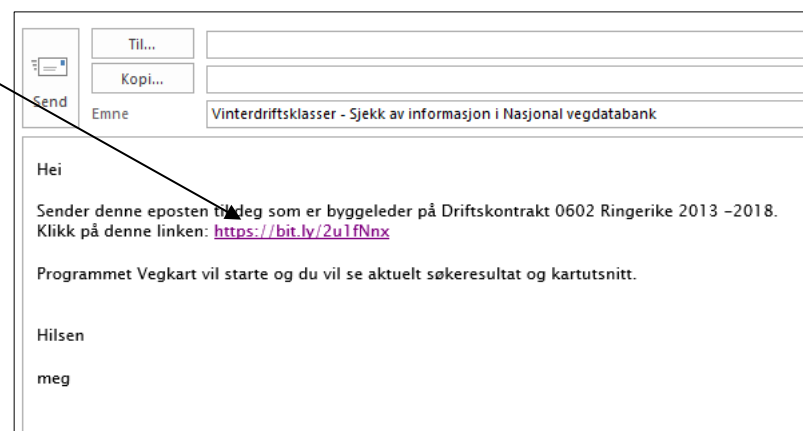 Til...
Kopi...
Send
Emne
Vinterdriftsklasser - Sjekk av informasjon i Nasjonal vegdatabank
Hei
Sender denne eposten til deg som er byggeleder på Driftskontrakt 0602 Ringerike 2013 –2018.
Klikk på denne linken: https://bit.ly/2u1fNnx
Programmet Vegkart vil starte og du vil se aktuelt søkeresultat og kartutsnitt.
Hilsen
meg